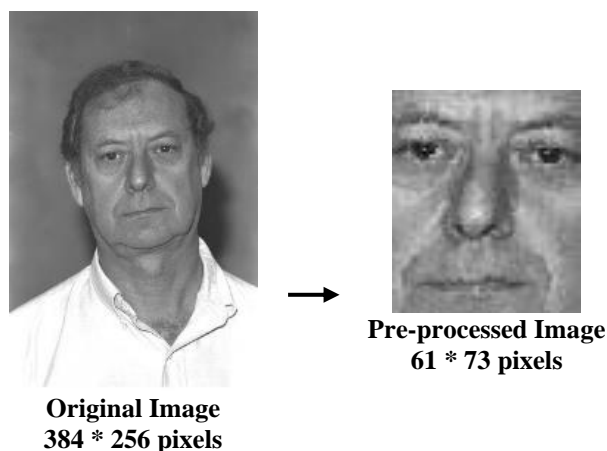 Original Image
384 * 256 pixels
Pre-processed Image
61 * 73 pixels